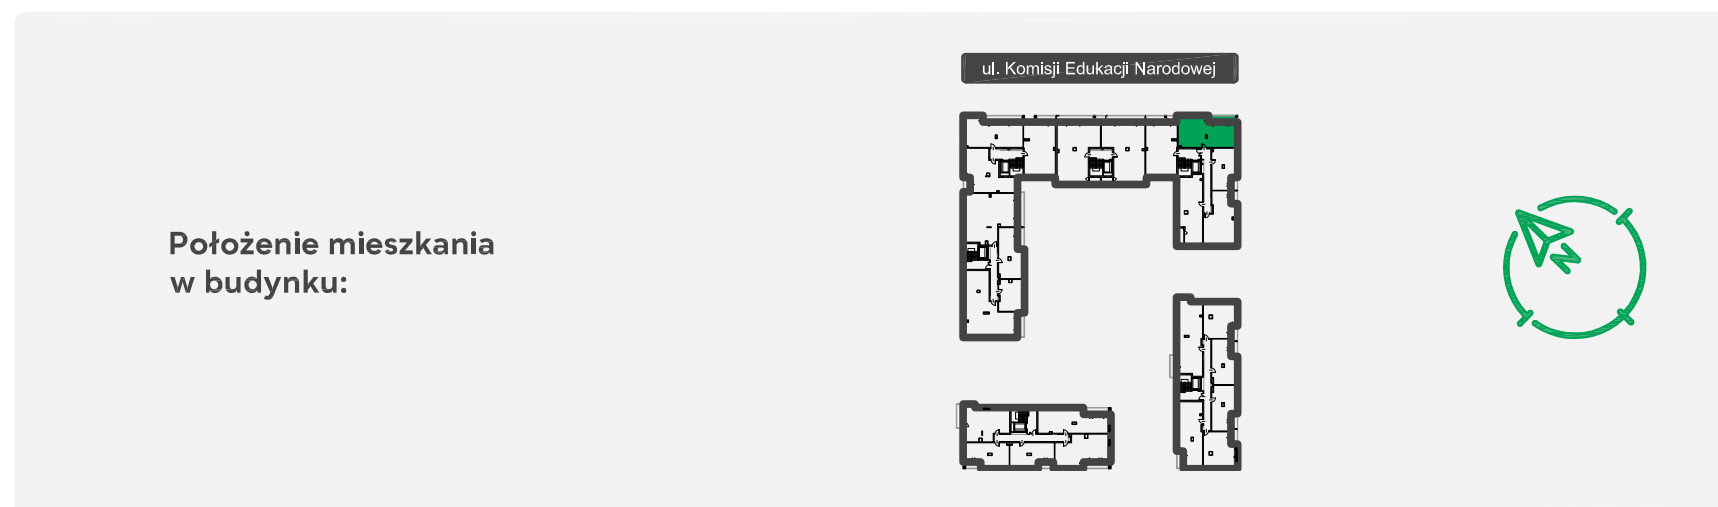 ul. Komisji Edukacji Narodowej
Położenie mieszkania
w budynku:
N